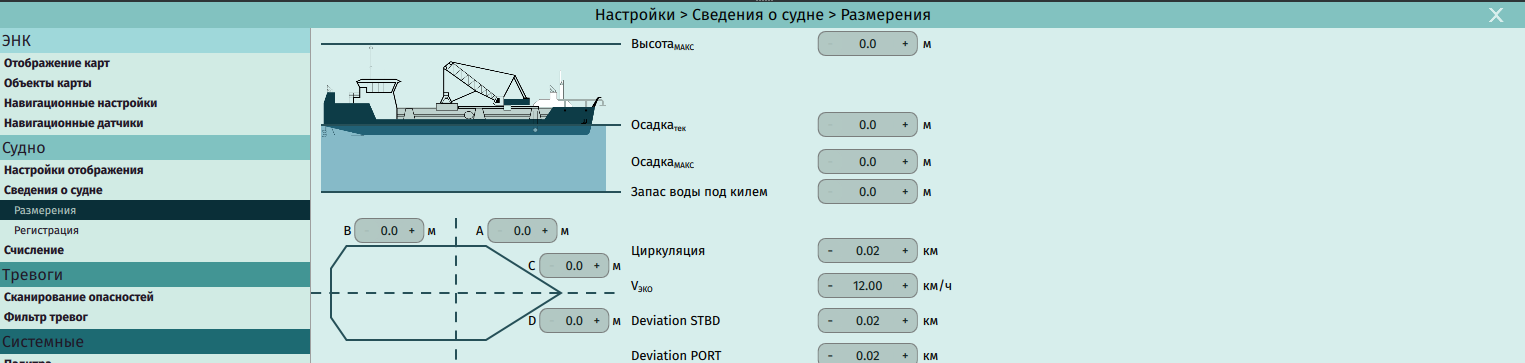 Настройки > Сведения о судне > Размерения
X
ЭНК
Отображение карт
Объекты карты
Навигационные настройки
Навигационные датчики
Судно
Настройки отображения
Сведения о судне
Размерения
Регистрация
Счисление
Тревоги
Сканирование опасностей
Фильтр тревог
Системные
Высота МАКС - 0.0 + м
Осадка тек - 0.0 + м
Осадка МАКС - 0.0 + м
Запас воды под килем - 0.0 + м
B - 0.0 + м A - 0.0 + м
C - 0.0 + м
D - 0.0 + м
Циркуляция - 0.02 + км
V ЭКО - 12.00 + км/ч
Deviation STBD - 0.02 + км
Deviation PORT - 0.02 + км